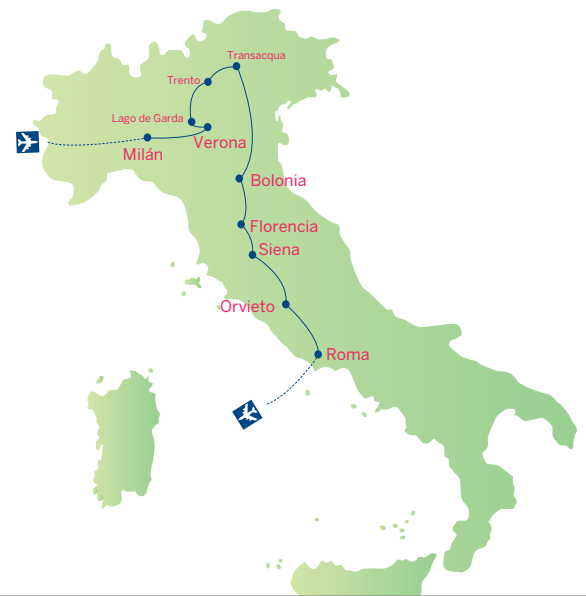 Transacqua
Trento
Lago de Garda
Verona
Milán
Bolonia
Florencia
Siena
Orvieto
Roma